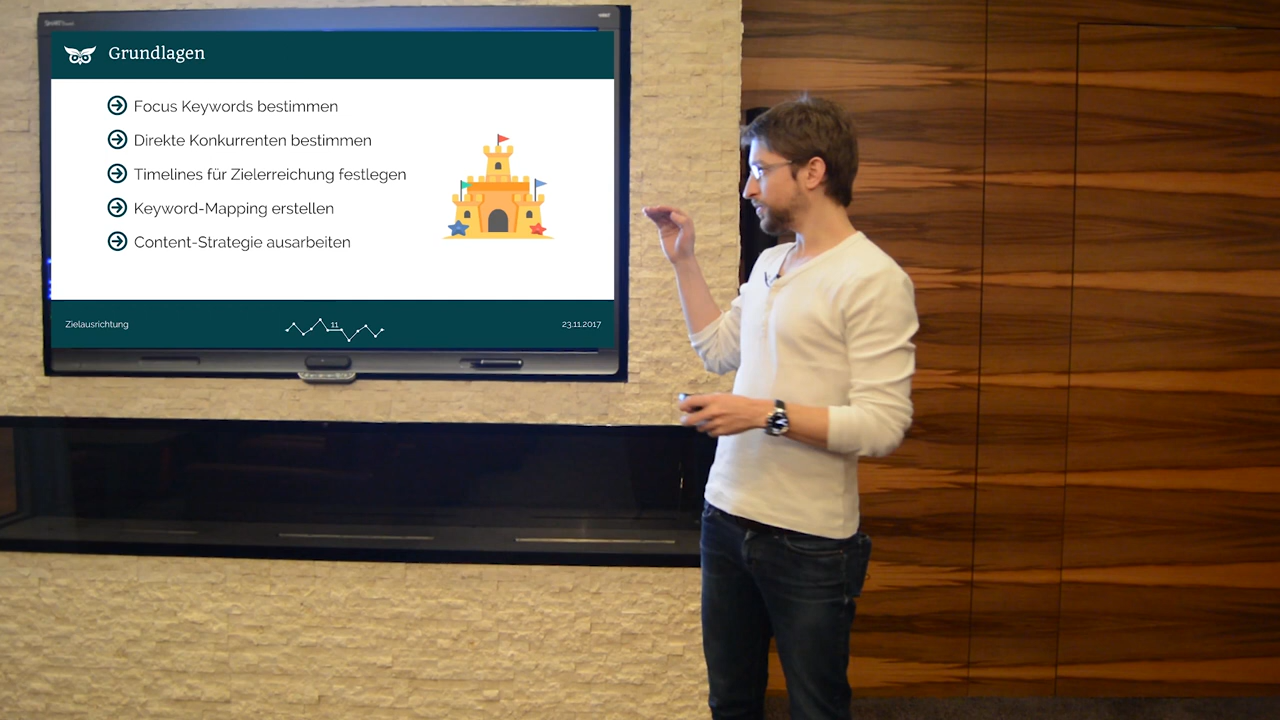 Grundlagen
Focus Keywords bestimmen
Direkte Konkurrenten bestimmen
Timelines für Zielerreichung festlegen
Keyword-Mapping erstellen
Content-Strategie ausarbeiten
Zielausrichtung
11
23.11.2017